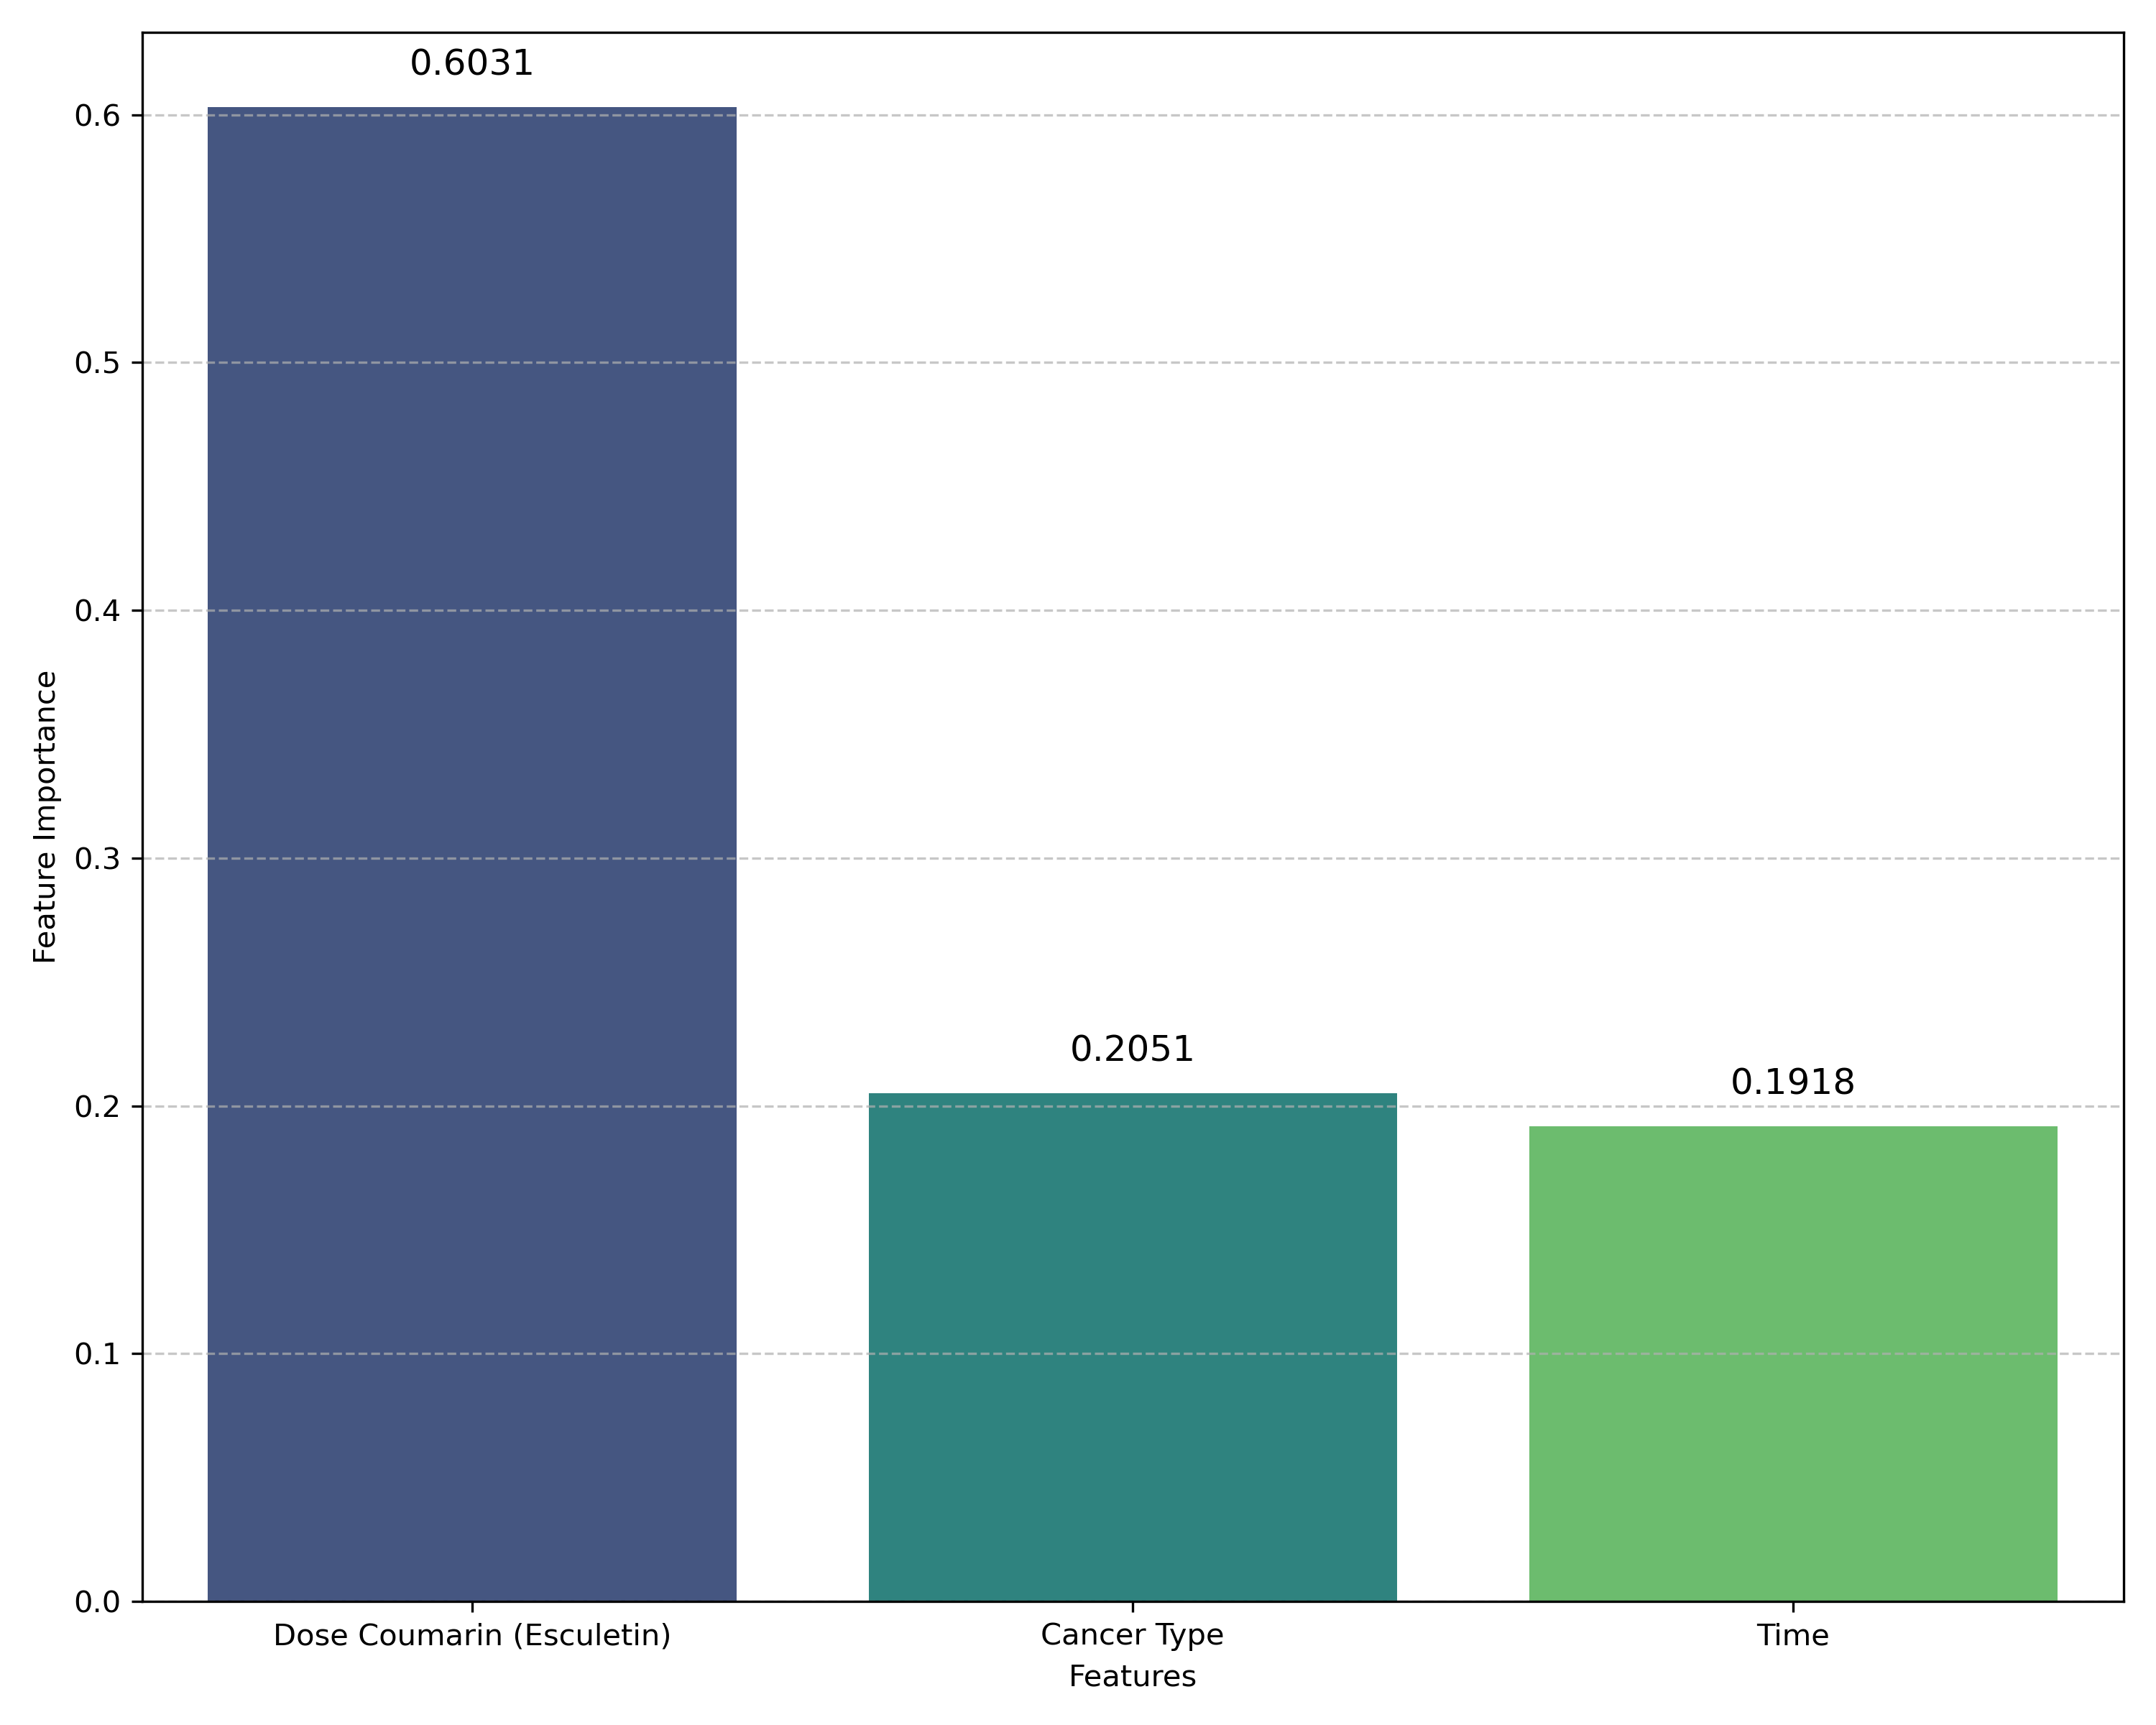 0.6031
0.6
0.5
0.4
0.3
0.2051
0.1918
0.2
0.1
0.0
Feature Importance
Dose Coumarin (Esculetin)
Cancer Type
Time
Features